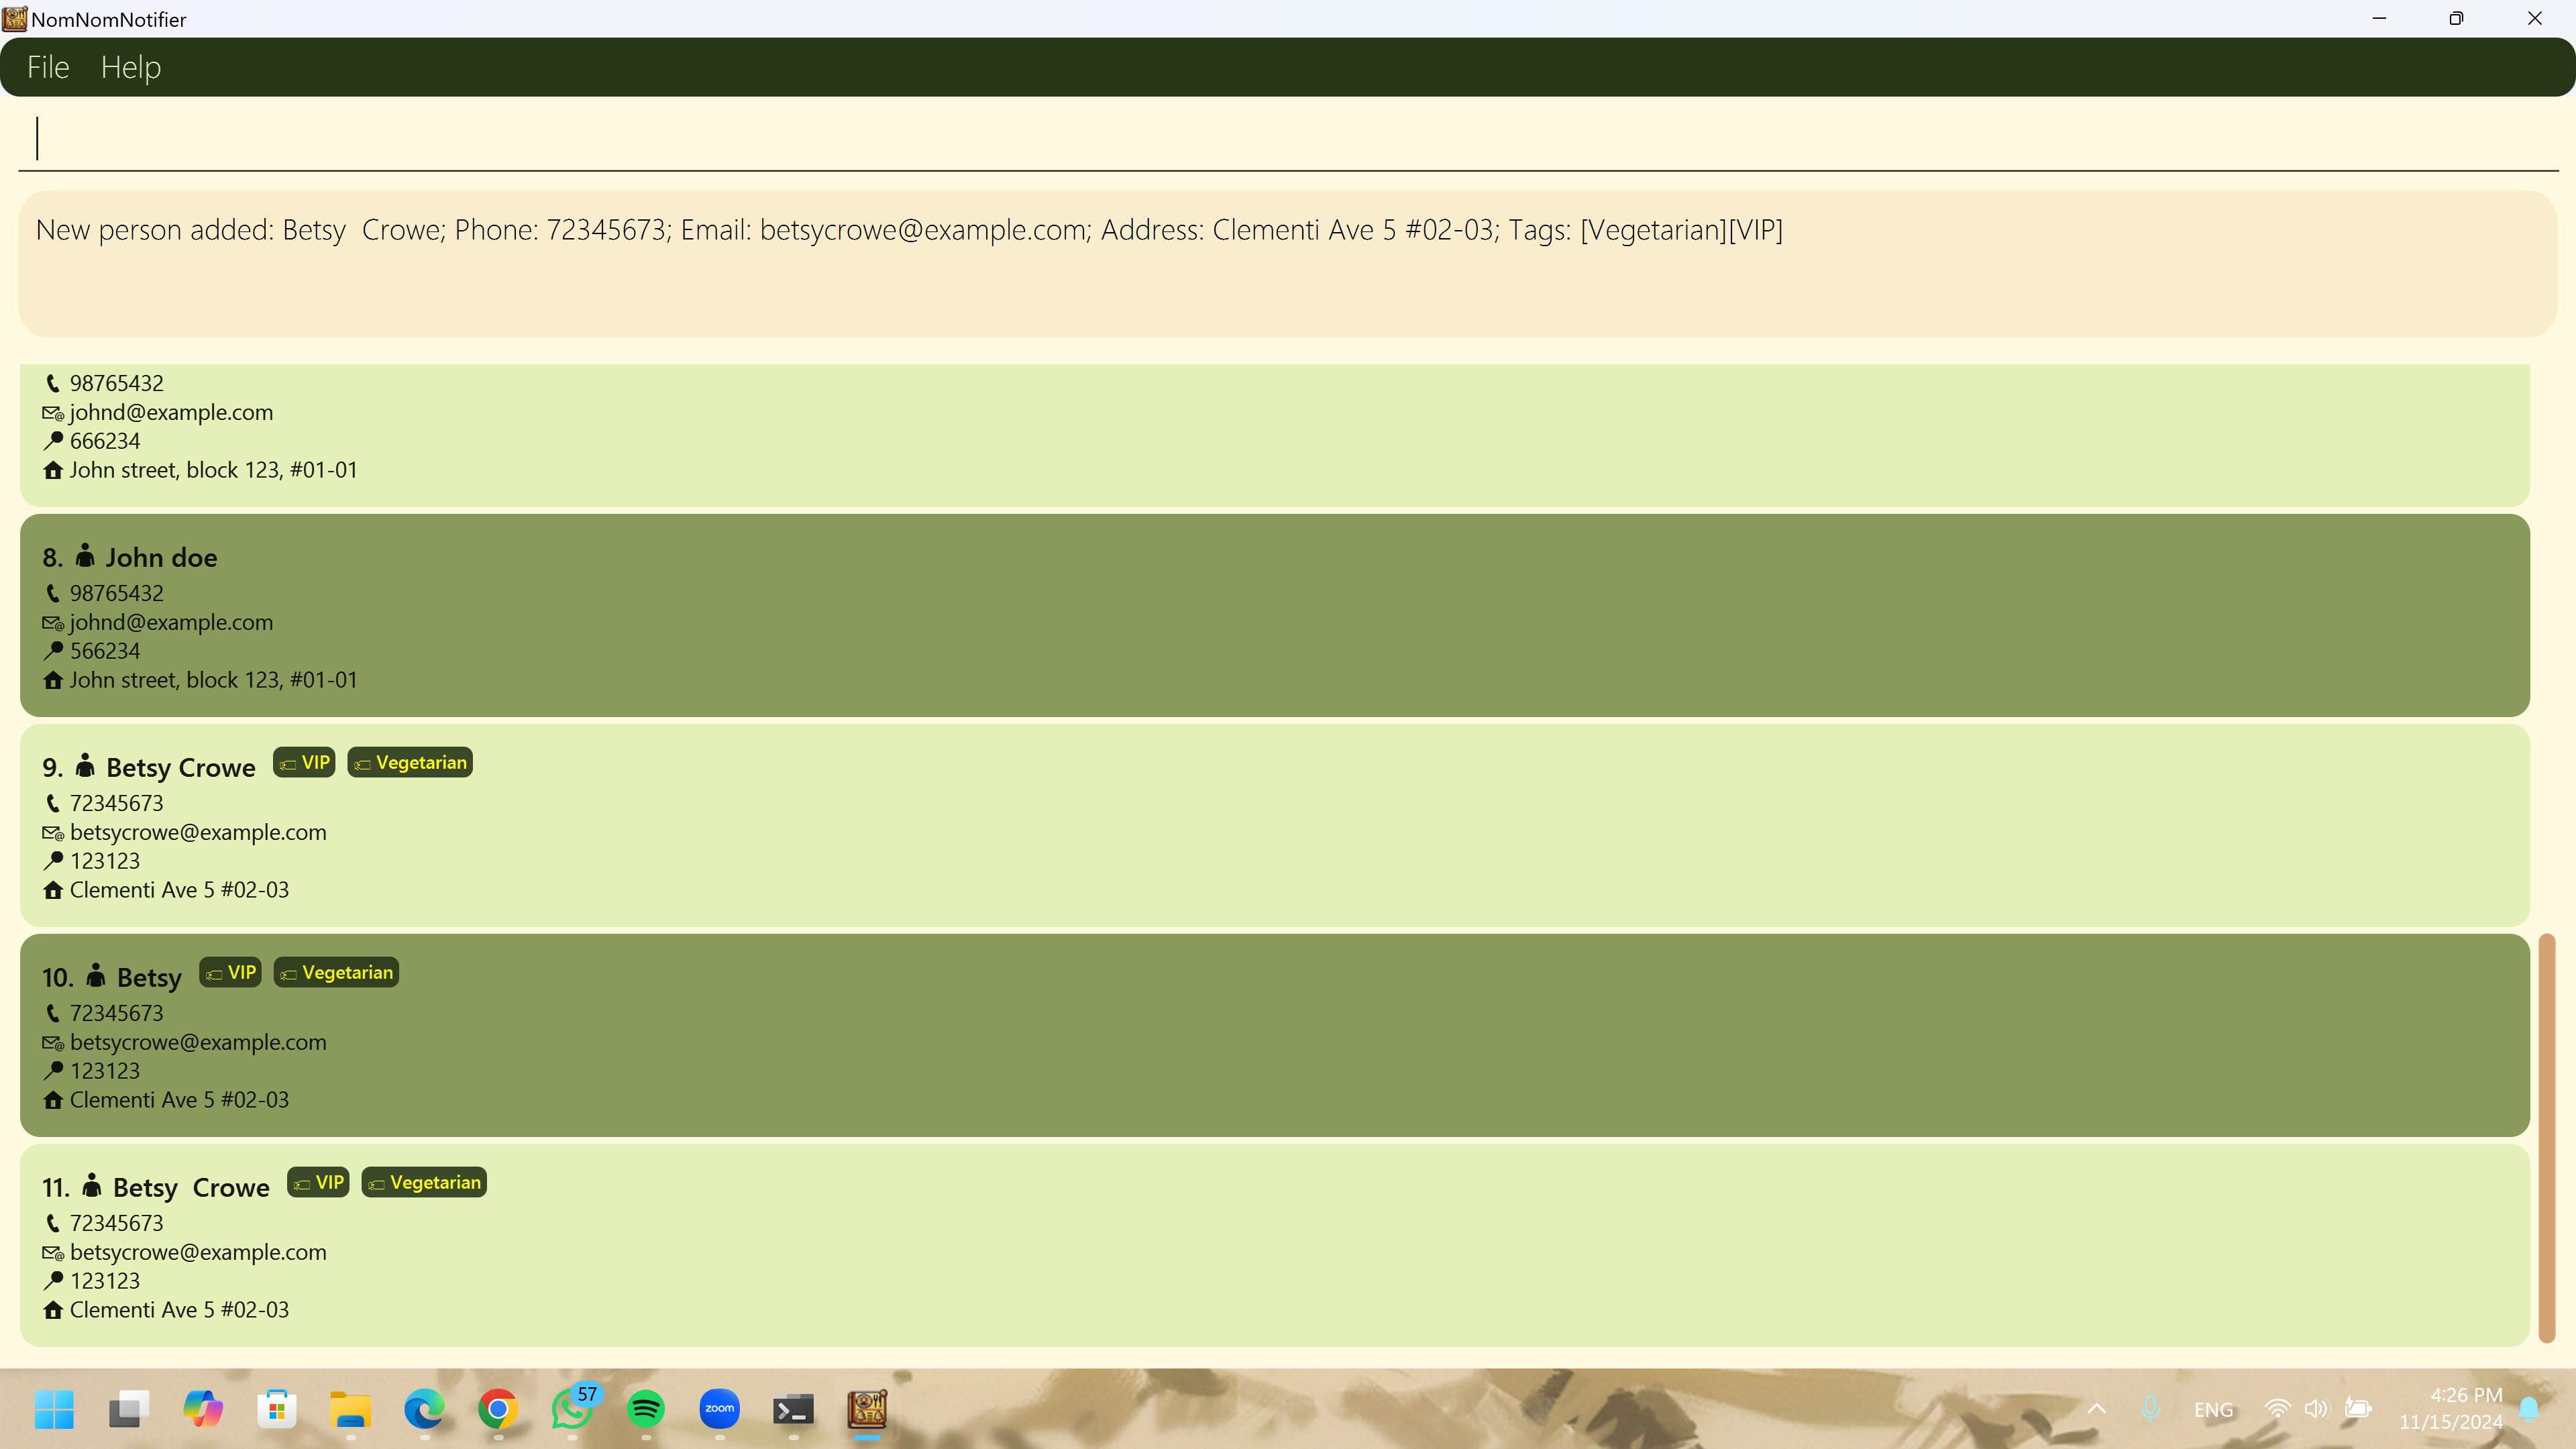 NomNomNotifier
File Help
New person added: Betsy  Crowe; Phone: 72345673; Email: betsycrowe@example.com; Address: Clementi Ave 5 #02-03; Tags: [Vegetarian][VIP]
98765432
johnd@example.com
666234
John street, block 123, #01-01
8. John doe
98765432
johnd@example.com
566234
John street, block 123, #01-01
9. Betsy Crowe VIP Vegetarian
72345673
betsycrowe@example.com
123123
Clementi Ave 5 #02-03
10. Betsy VIP Vegetarian
72345673
betsycrowe@example.com
123123
Clementi Ave 5 #02-03
11. Betsy  Crowe VIP Vegetarian
72345673
betsycrowe@example.com
123123
Clementi Ave 5 #02-03
57
zoom
ENG
4:26 PM
11/15/2024